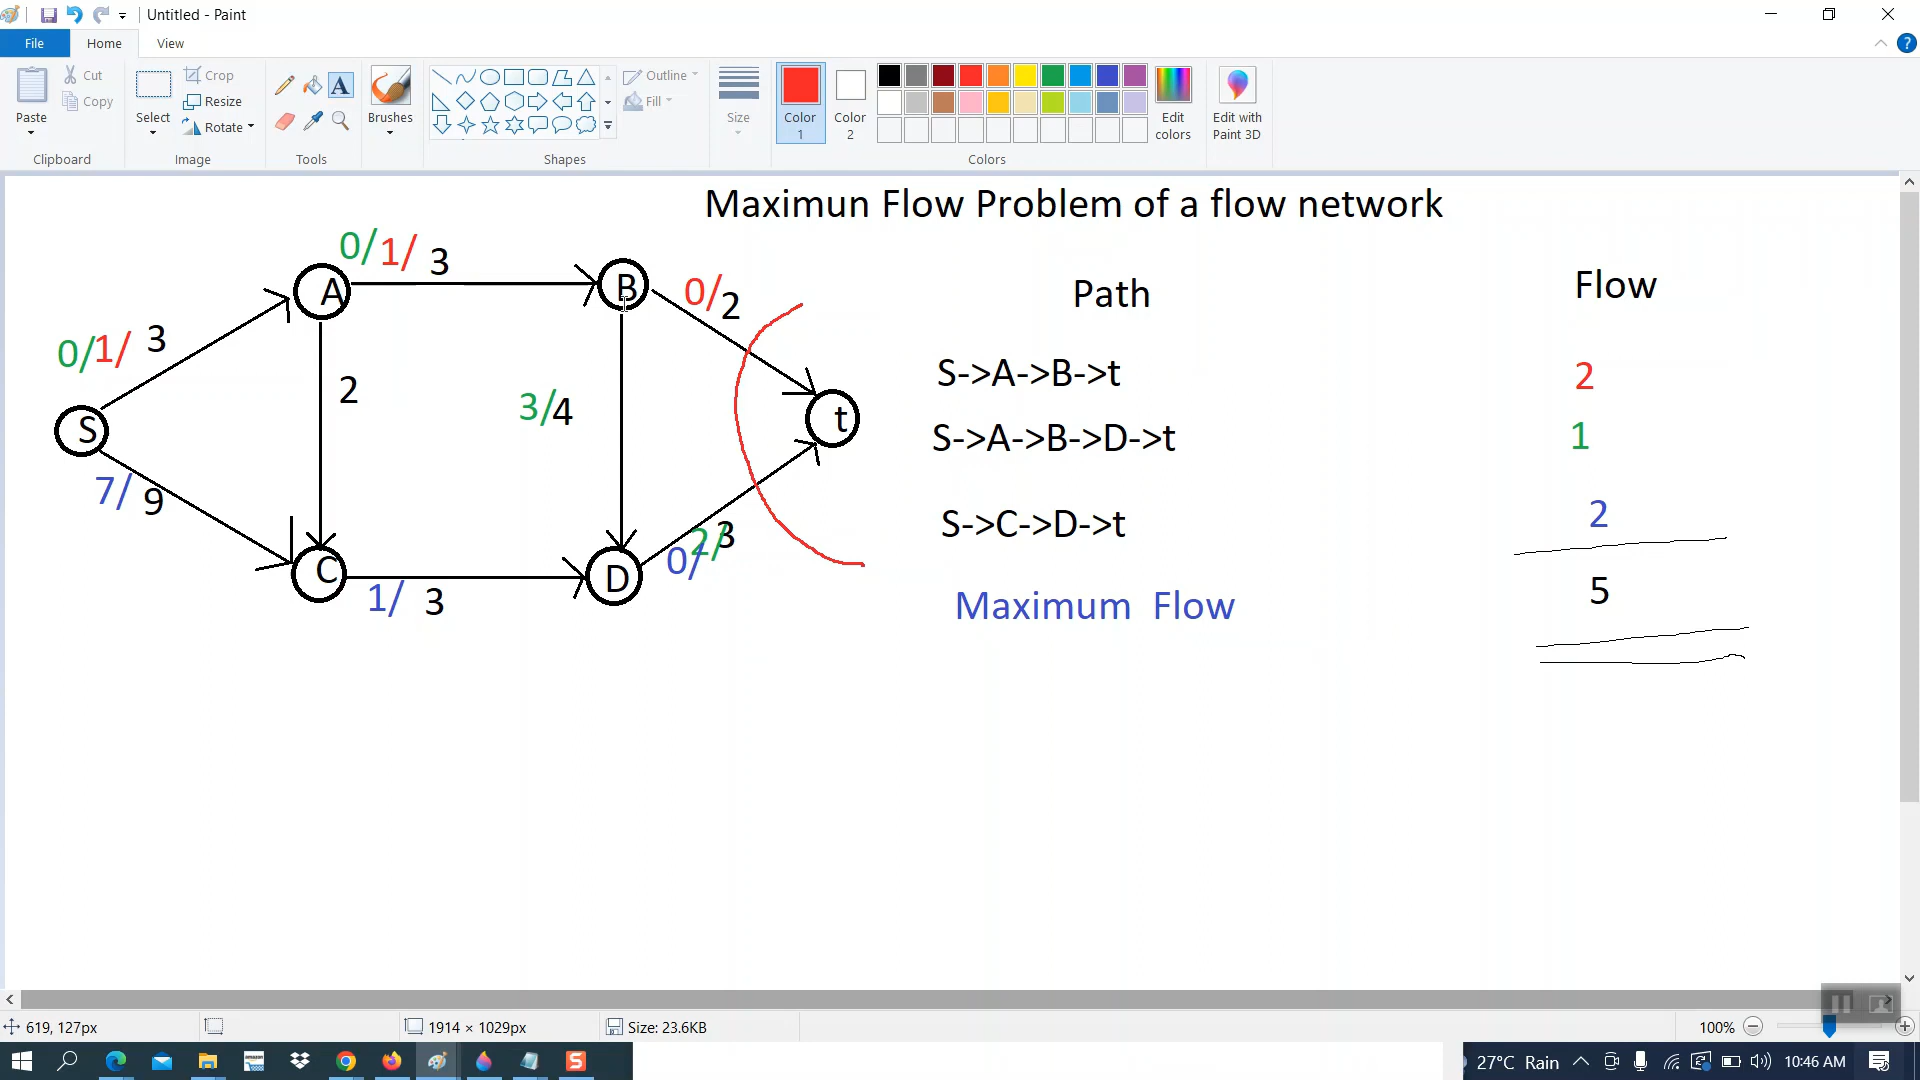 Untitled - Paint
File Home View
Paste
Cut
Copy
Clipboard
Select
Crop
Resize
Rotate
Image
A
Tools
Brushes
Outline
Fill
Shapes
Size
Color 1
Color 2
Edit colors
Edit with Paint 3D
Colors
Maximun Flow Problem of a flow network
0/1/ 3
A
B
0/2
0/1/ 3
2
3/4
S
t
7/ 9
2/3
0/
C
D
1/ 3
Path Flow
S->A->B->t 2
S->A->B->D->t 1
S->C->D->t 2
5
Maximum Flow
619, 127px
1914 × 1029px
Size: 23.6KB
100%
27°C Rain
10:46 AM